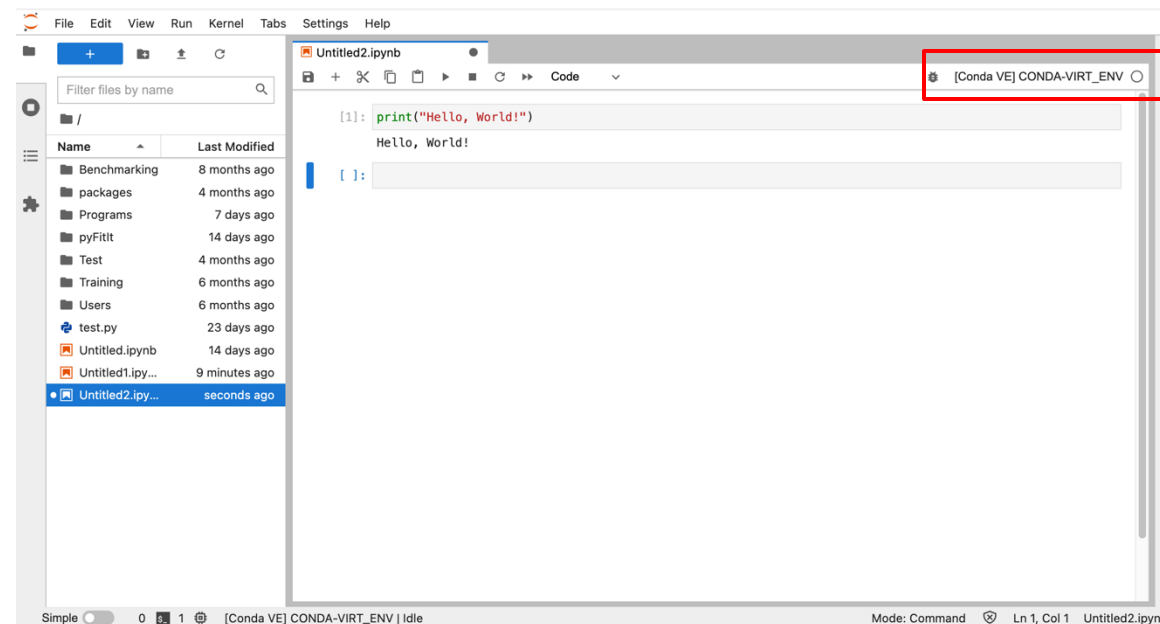 File Edit View Run Kernel Tabs Settings Help
+
Filter files by name
/
Name Last Modified
Benchmarking 8 months ago
packages 4 months ago
Programs 7 days ago
pyFitIt 14 days ago
Test 4 months ago
Training 6 months ago
Users 6 months ago
test.py 23 days ago
Untitled.ipynb 14 days ago
Untitled1.ipy... 9 minutes ago
Untitled2.ipy... seconds ago
Untitled2.ipynb
Code
[Conda VE] CONDA-VIRT_ENV
[1]: print("Hello, World!")
Hello, World!
[ ]:
Simple 0 1 [Conda VE] CONDA-VIRT_ENV | Idle Mode: Command Ln 1, Col 1 Untitled2.ipyn